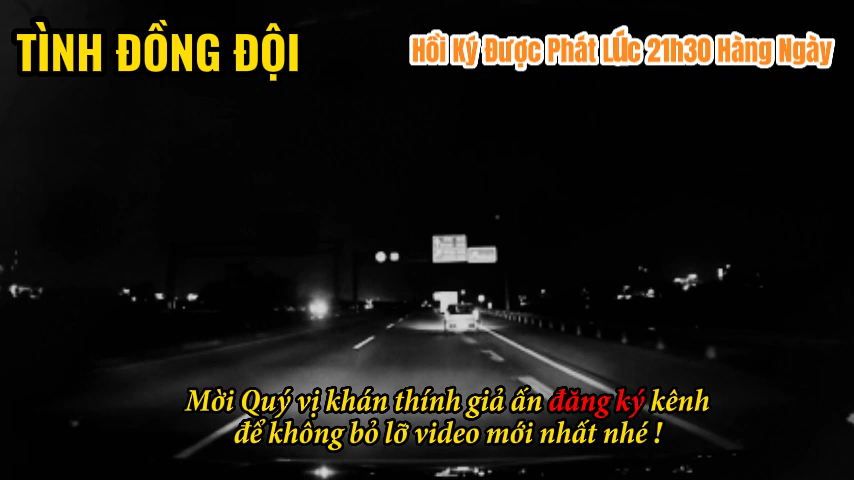 TÌNH ĐỒNG ĐỘI
Hồi Ký Được Phát LÚc 21h30 Hàng Ngày
Mời Quý vị khán thính giả ấn đăng ký kênh
để không bỏ lỡ video mới nhất nhé !